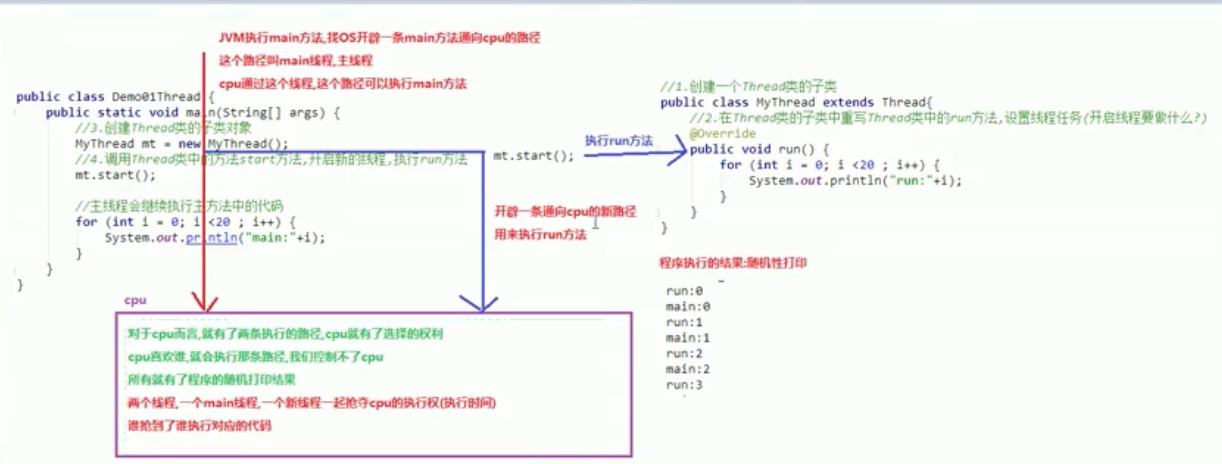 JVM执行main方法,找OS开辟一条main方法通向cpu的路径
这个路径叫main线程,主线程
cpu通过这个线程,这个路径可以执行main方法
public class Demo01Thread {
public static void main(String[] args) {
//3.创建Thread类的子类对象
MyThread mt = new MyThread();
//4.调用Thread类中的方法start方法,开启新的线程,执行run方法
mt.start();
//主线程会继续执行主方法中的代码
for (int i = 0; i <20 ; i++) {
System.out.println("main:"+i);
}
}
}
mt.start();
执行run方法
开辟一条通向cpu的新路径
用来执行run方法
//1.创建一个Thread类的子类
public class MyThread extends Thread{
//2.在Thread类的子类中重写Thread类中的run方法,设置线程任务(开启线程要做什么?)
@Override
public void run() {
for (int i = 0; i <20 ; i++) {
System.out.println("run:"+i);
}
}
}
程序执行的结果:随机性打印
run:0
main:0
run:1
main:1
run:2
main:2
run:3
cpu
对于cpu而言,就有了两条执行的路径,cpu就有了选择的权利
cpu喜欢谁,就会执行那条路径,我们控制不了cpu
所有就有了程序的随机打印结果
两个线程,一个main线程,一个新线程一起抢夺cpu的执行权(执行时间)
谁抢到了谁执行对应的代码